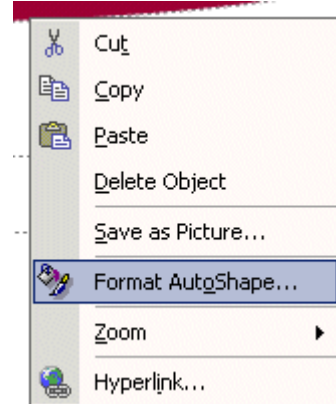 Cut
Copy
Paste
Delete Object
Save as Picture...
Format AutoShape...
Zoom
Hyperlink...